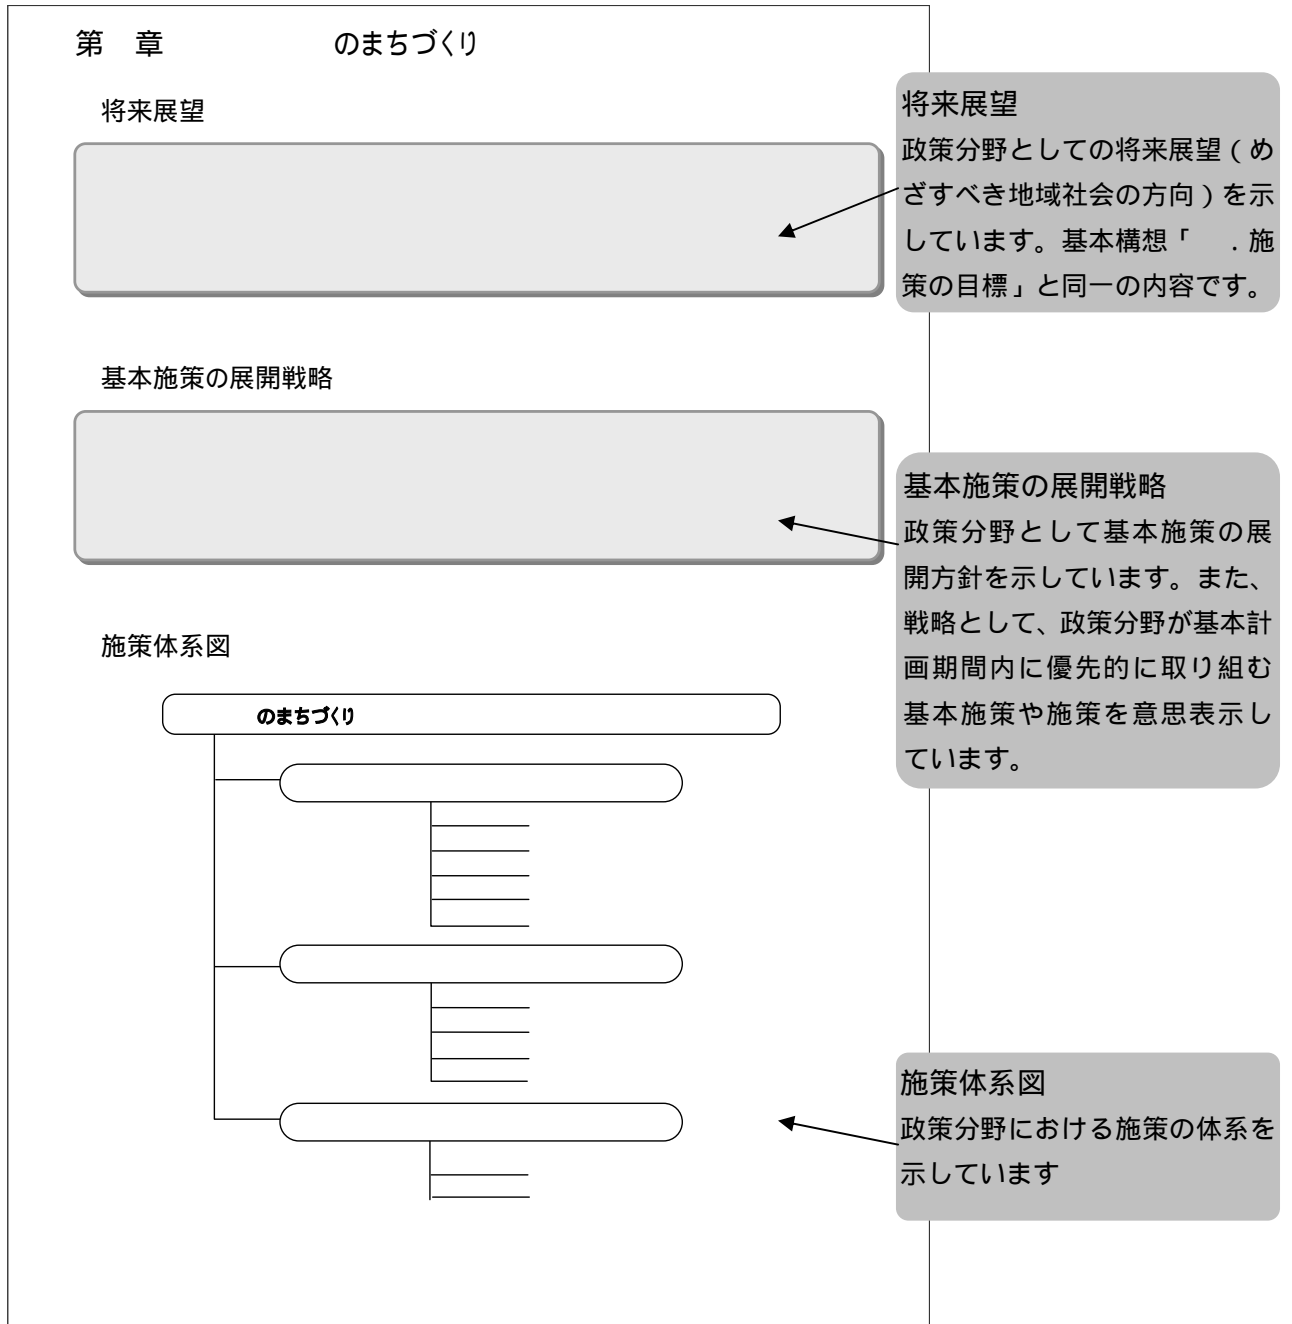 第　章　　　　　　のまちづくり
将来展望
基本施策の展開戦略
施策体系図
のまちづくり
将来展望
政策分野としての将来展望（め
ざすべき地域社会の方向）を示
しています。基本構想「　．施
策の目標」と同一の内容です。
基本施策の展開戦略
政策分野として基本施策の展
開方針を示しています。また、
戦略として、政策分野が基本計
画期間内に優先的に取り組む
基本施策や施策を意思表示し
ています。
施策体系図
政策分野における施策の体系を
示しています